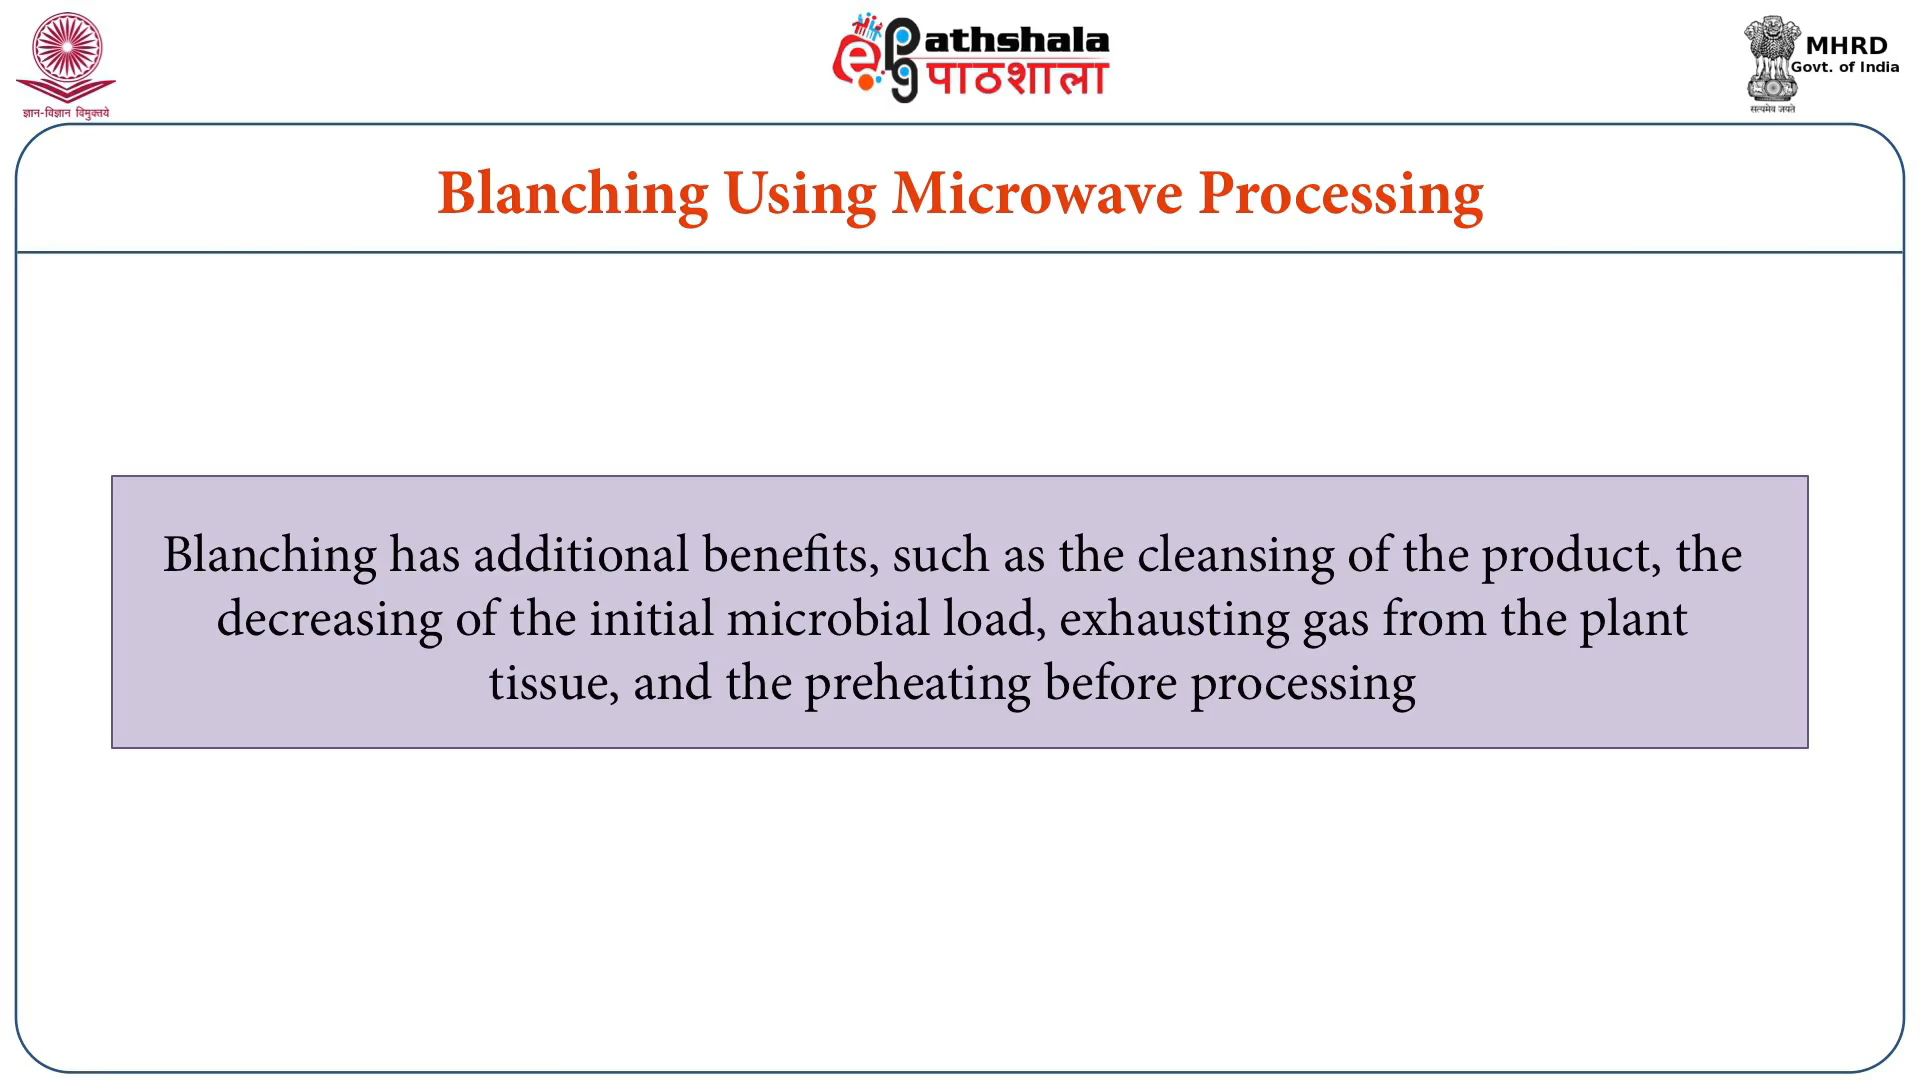 ज्ञान-विज्ञान विमुक्तये
e Pathshala
pg पाठशाला
MHRD
Govt. of India
सत्यमेव जयते
Blanching Using Microwave Processing
Blanching has additional benefits, such as the cleansing of the product, the
decreasing of the initial microbial load, exhausting gas from the plant
tissue, and the preheating before processing